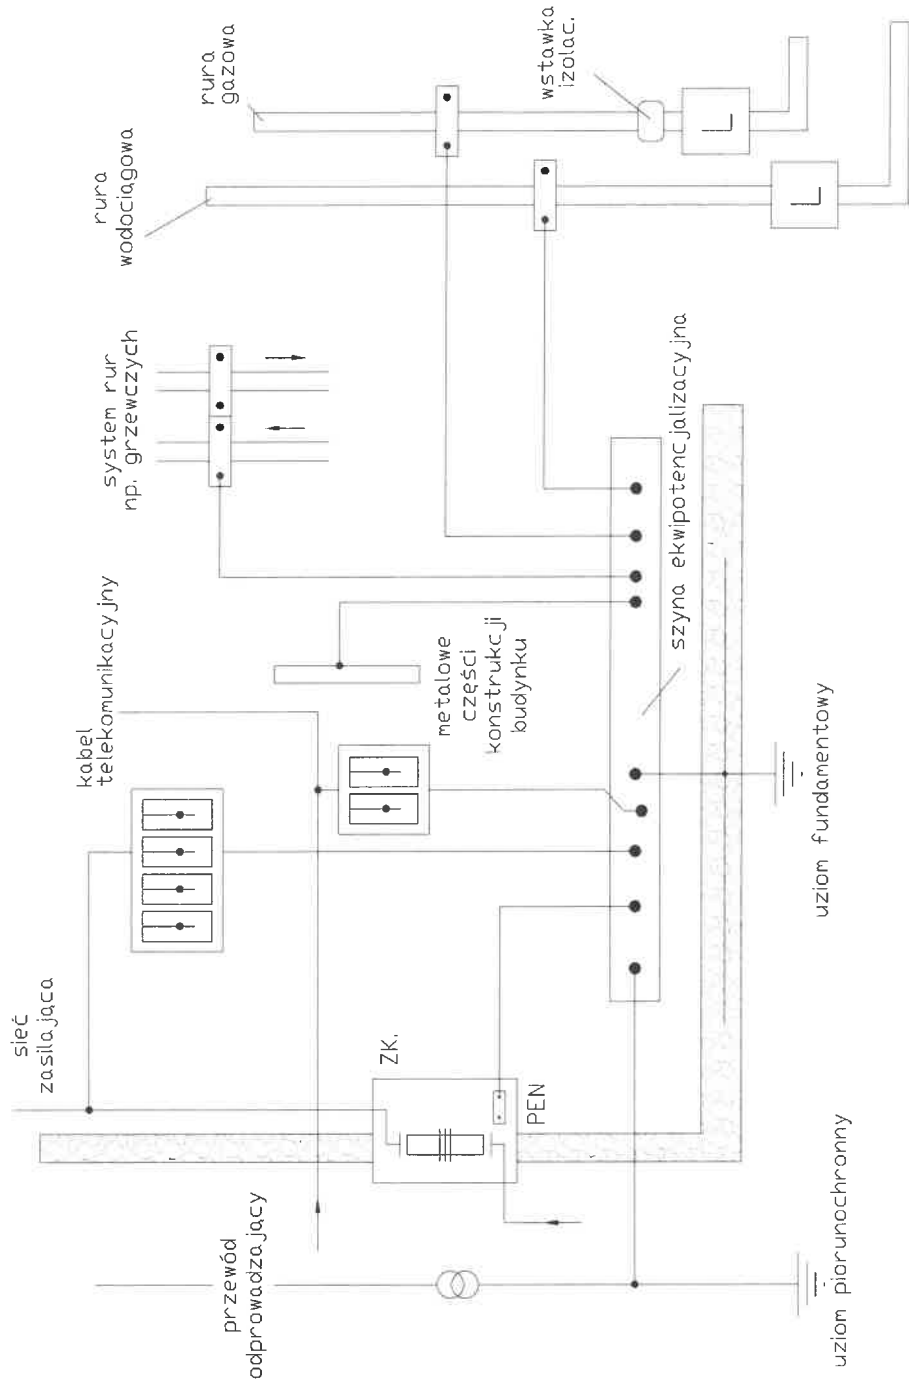 przewód
odprowadzający
sieć
zasilająca
kabel
telekomunikacyjny
system rur
np. grzewczych
rura
wodociągowa
rura
gazowa
wstawka
izolac.
ZK.
PEN
metalowe
części
konstrukcji
budynku
szyna ekwipotencjalizacyjna
uziom piorunochronny
uziom fundamentowy